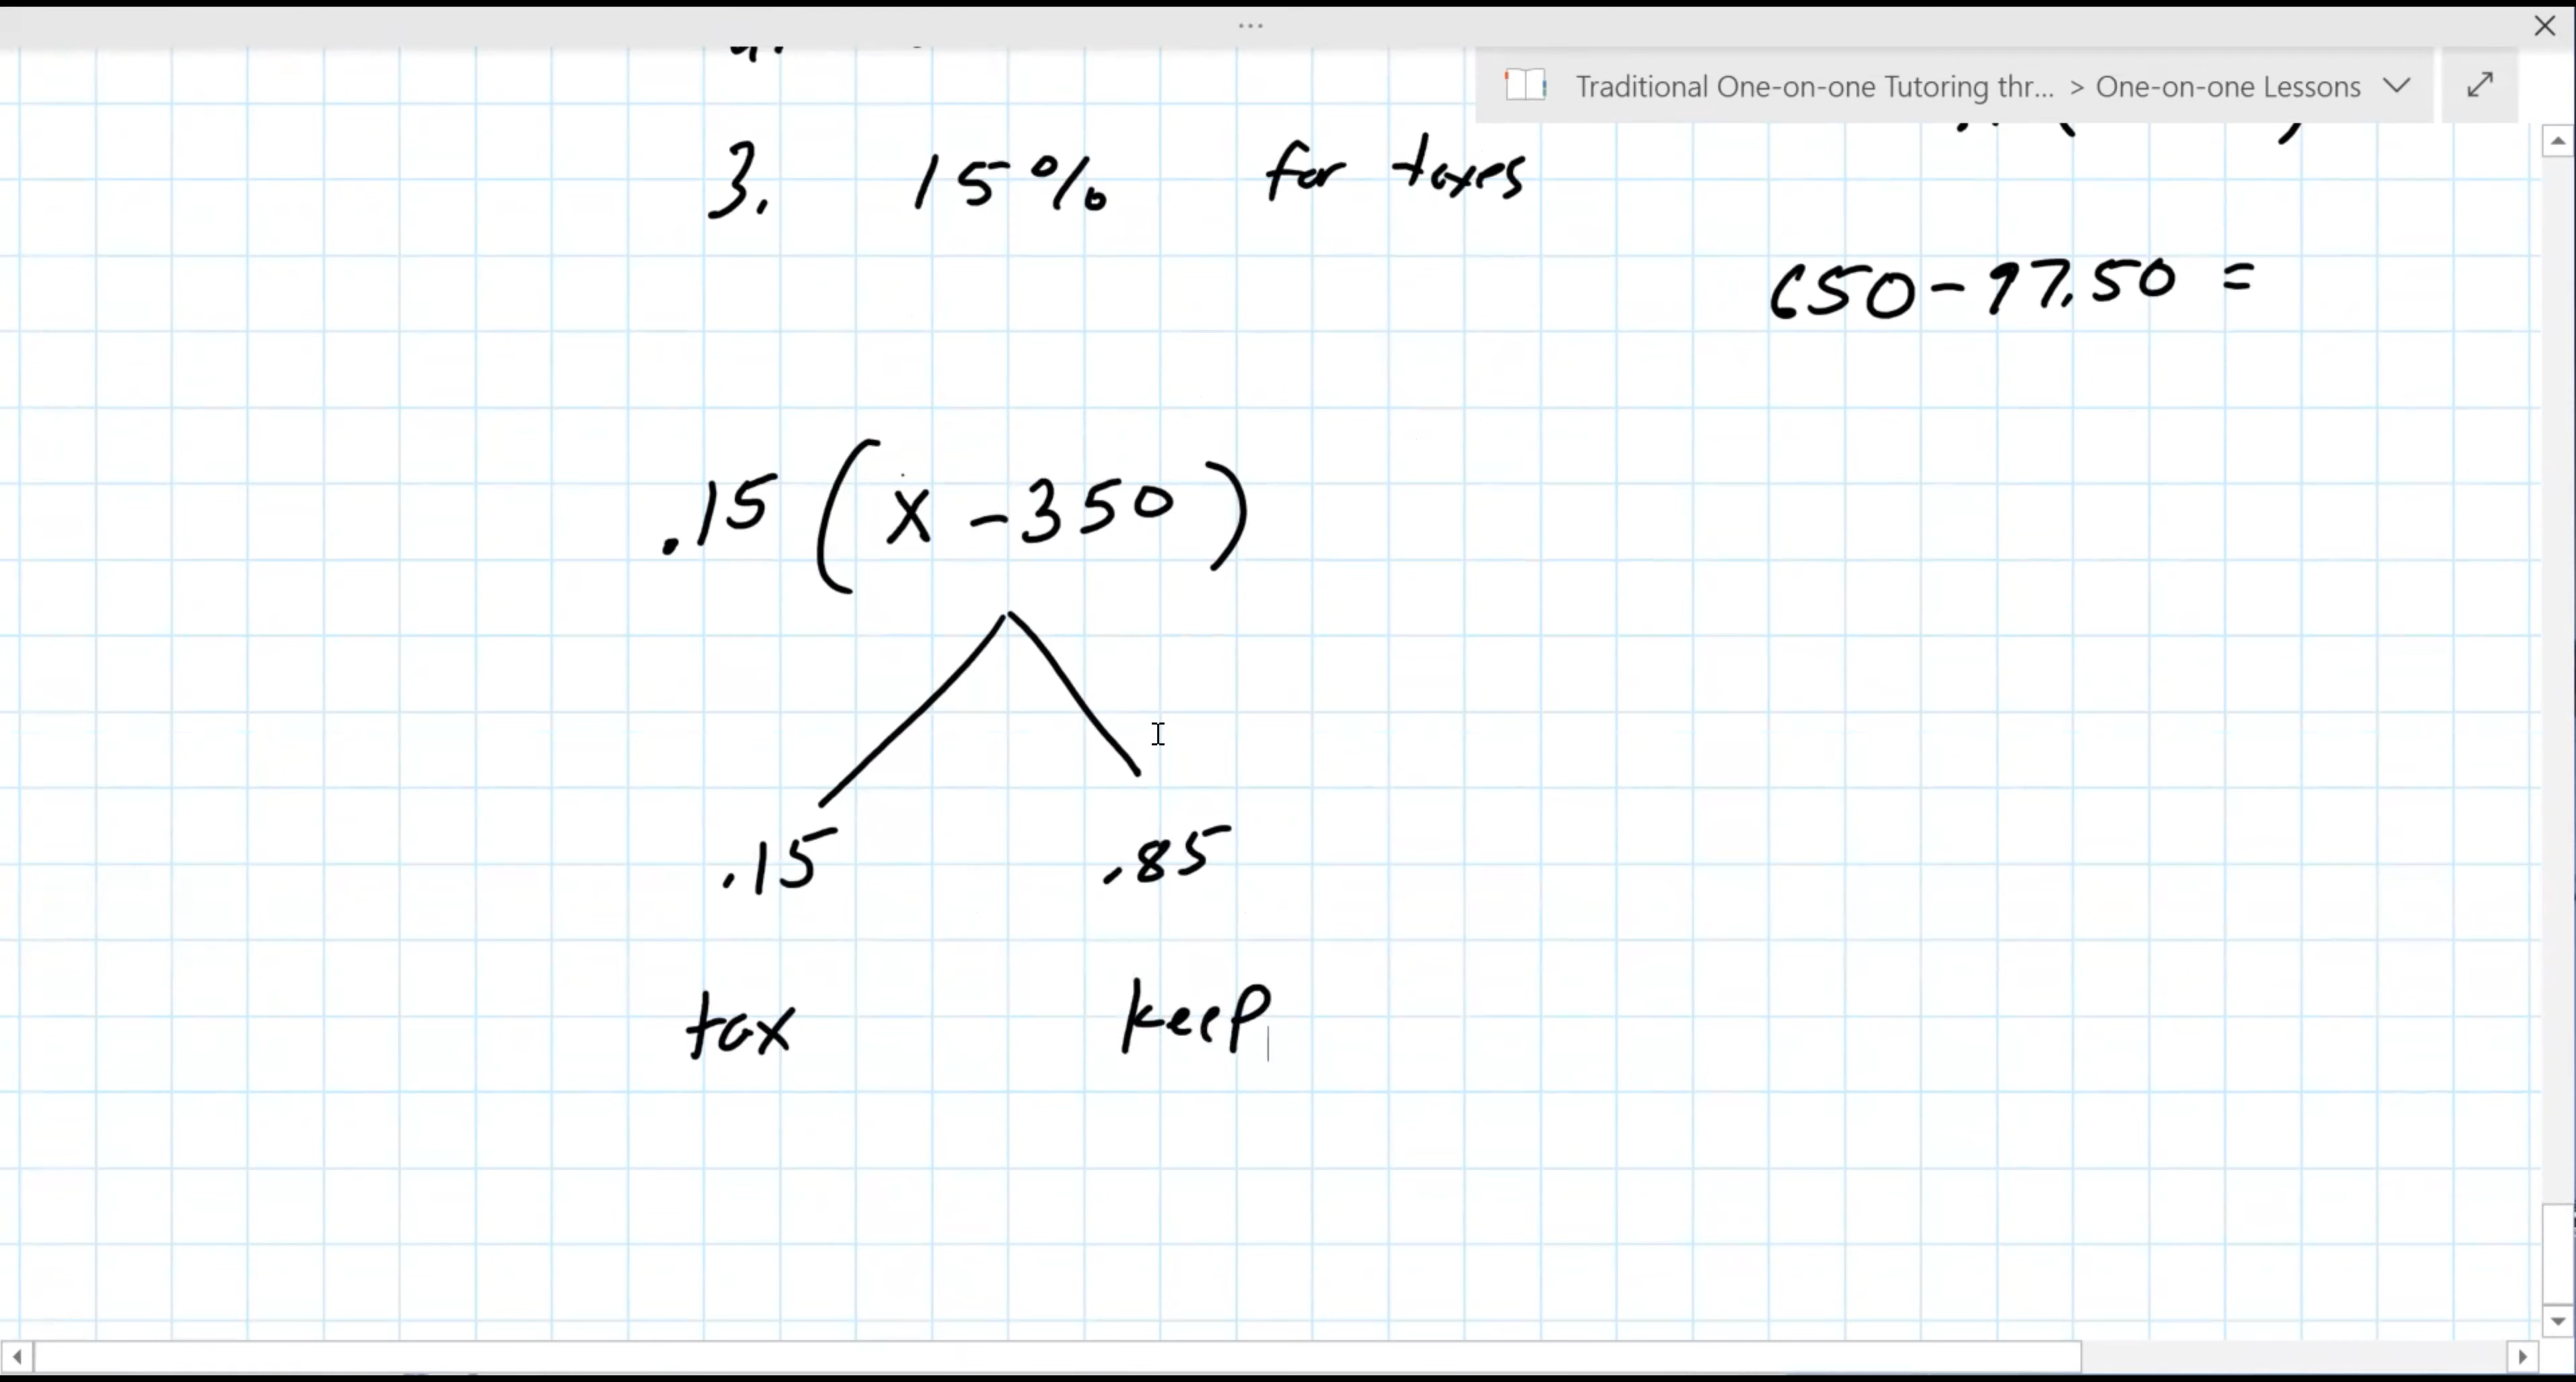 Traditional One-on-one Tutoring thr... > One-on-one Lessons
3. 15% for taxes
650-97.50 =
.15(x-350)
.15 .85
tax keep